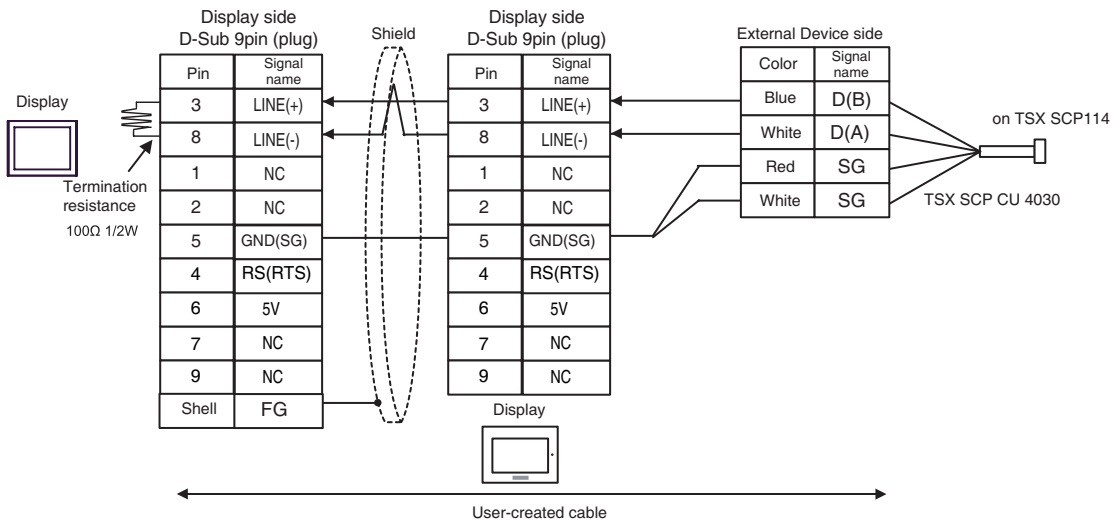 Display side
D-Sub 9pin (plug)
Shield
Display side
D-Sub 9pin (plug)
External Device side
Display
Termination
resistance
100Ω 1/2W
Pin Signal name
3 LINE(+)
8 LINE(-)
1 NC
2 NC
5 GND(SG)
4 RS(RTS)
6 5V
7 NC
9 NC
Shell FG
Pin Signal name
3 LINE(+)
8 LINE(-)
1 NC
2 NC
5 GND(SG)
4 RS(RTS)
6 5V
7 NC
9 NC
Display
Color Signal name
Blue D(B)
White D(A)
Red SG
White SG
on TSX SCP114
TSX SCP CU 4030
User-created cable